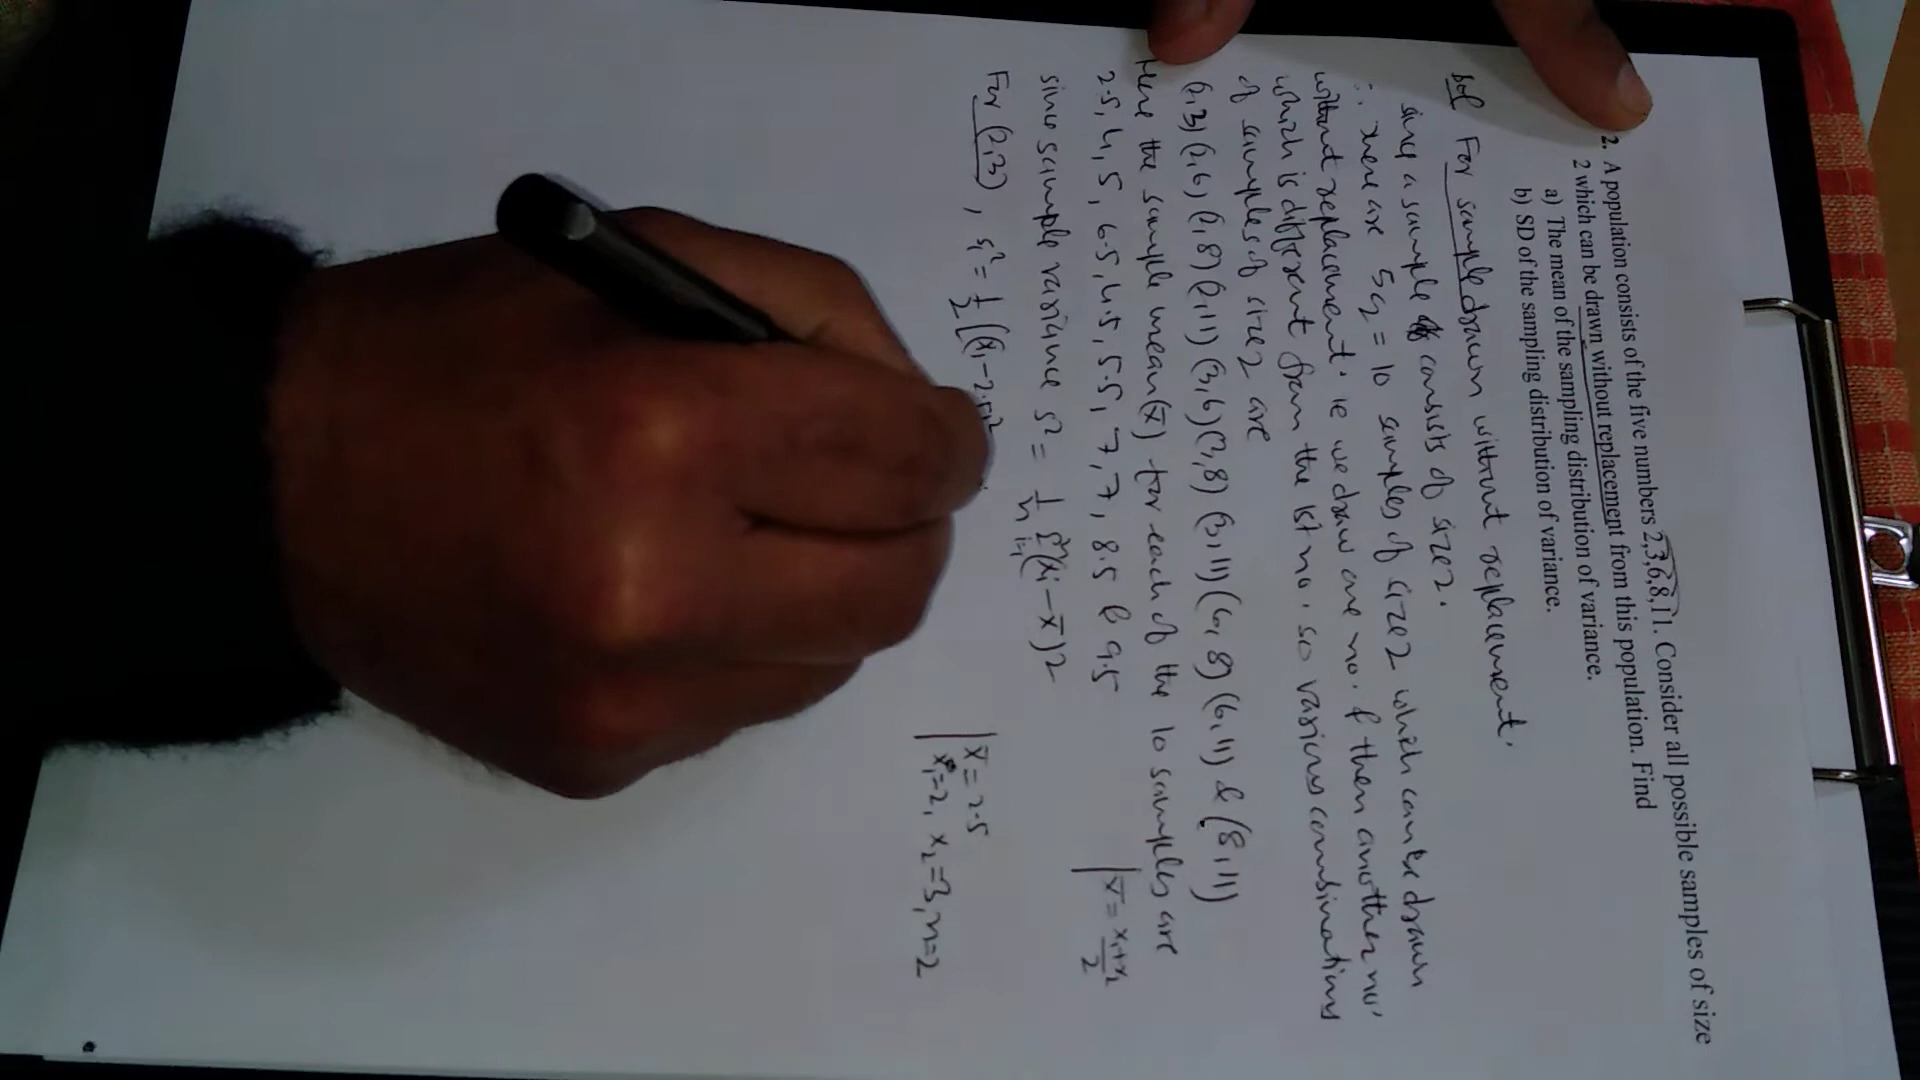 2. A population consists of the five numbers 2,3,6,8,11. Consider all possible samples of size
2 which can be drawn without replacement from this population. Find
a) The mean of the sampling distribution of variance.
b) SD of the sampling distribution of variance.
Sol For sample drawn without replacement.
since a sample consists of size 2.
∴ there are 5C2 = 10 samples of size 2 which can be drawn
without replacement. ie we draw one no. & then another no.
which is different from the 1st no. so various combinations
of samples of size 2 are
(2,3) (2,6) (2,8) (2,11) (3,6) (3,8) (3,11) (6,8) (6,11) & (8,11)
Here the sample mean (x̄) for each of the 10 samples are
2.5, 4, 5, 6.5, 4.5, 5.5, 7, 7, 8.5 & 9.5
x̄ = x₁+x₂/2
since sample variance s² = 1/n Σ i=1 (xi − x̄)2
For (2,3), s₁² = 1/2 [(x₁ − 2.5)²
x̄ = 2.5
x₁=2, x₂=3, n=2